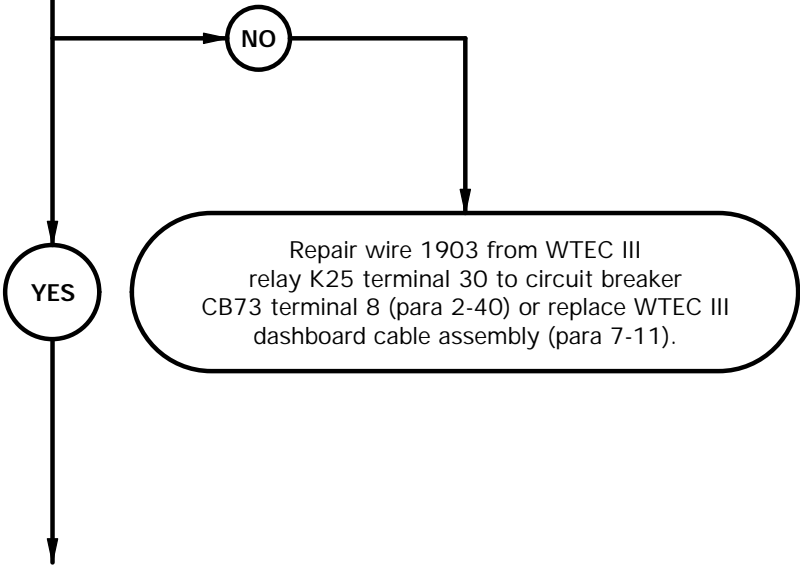 NO
YES
Repair wire 1903 from WTEC III
relay K25 terminal 30 to circuit breaker
CB73 terminal 8 (para 2-40) or replace WTEC III
dashboard cable assembly (para 7-11).